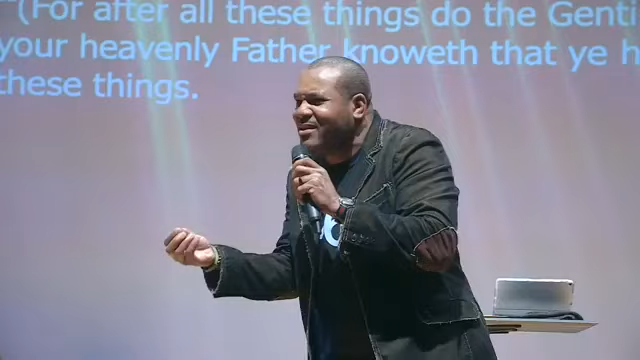 (For after all these things do the Genti
your heavenly Father knoweth that ye h
these things.